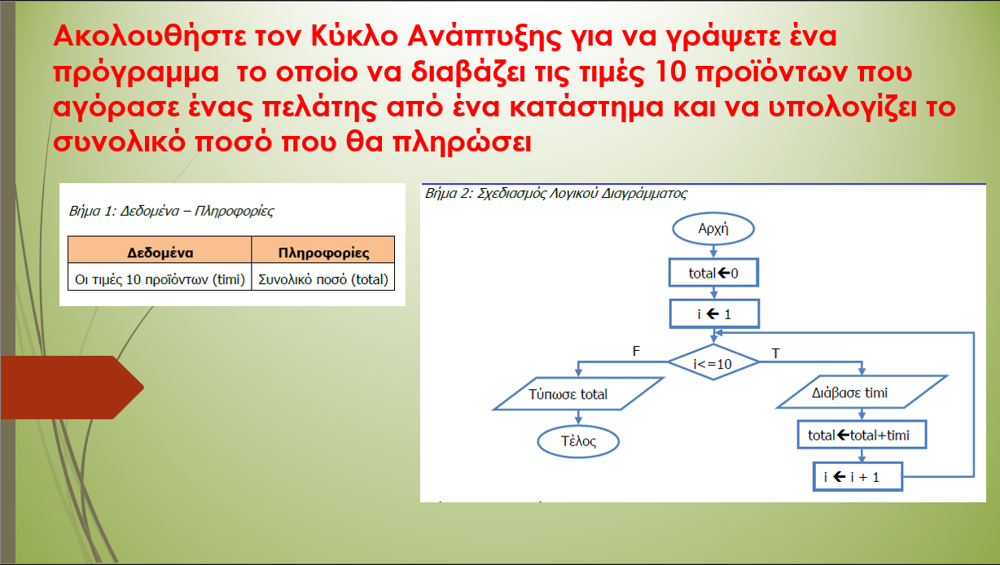 Ακολουθήστε τον Κύκλο Ανάπτυξης για να γράψετε ένα
πρόγραμμα  το οποίο να διαβάζει τις τιμές 10 προϊόντων που
αγόρασε ένας πελάτης από ένα κατάστημα και να υπολογίζει το
συνολικό ποσό που θα πληρώσει
Βήμα 1: Δεδομένα – Πληροφορίες
Δεδομένα Πληροφορίες
Οι τιμές 10 προϊόντων (timi) Συνολικό ποσό (total)
Βήμα 2: Σχεδιασμός Λογικού Διαγράμματος
Αρχή
total🡸0
i 🡸 1
F
i<=10
T
Τύπωσε total
Τέλος
Διάβασε timi
total🡸total+timi
i 🡸 i + 1